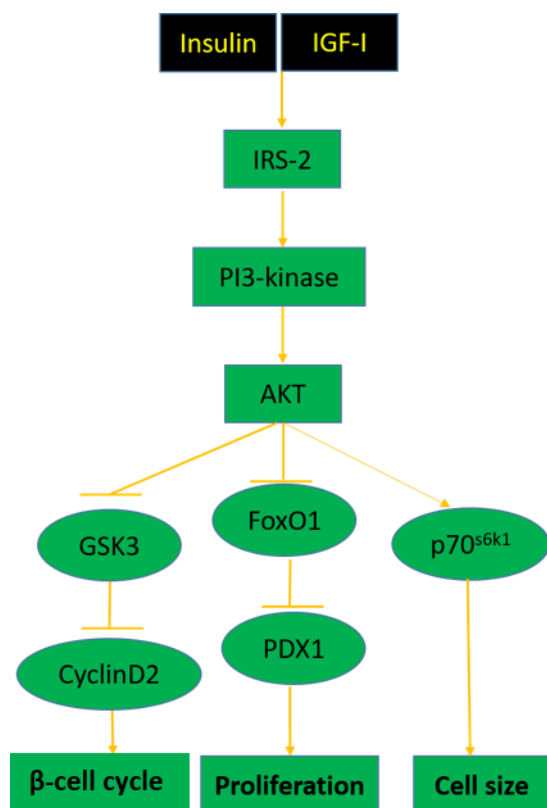 Insulin IGF-I
IRS-2
PI3-kinase
AKT
GSK3 FoxO1 p70s6k1
CyclinD2 PDX1
β-cell cycle Proliferation Cell size